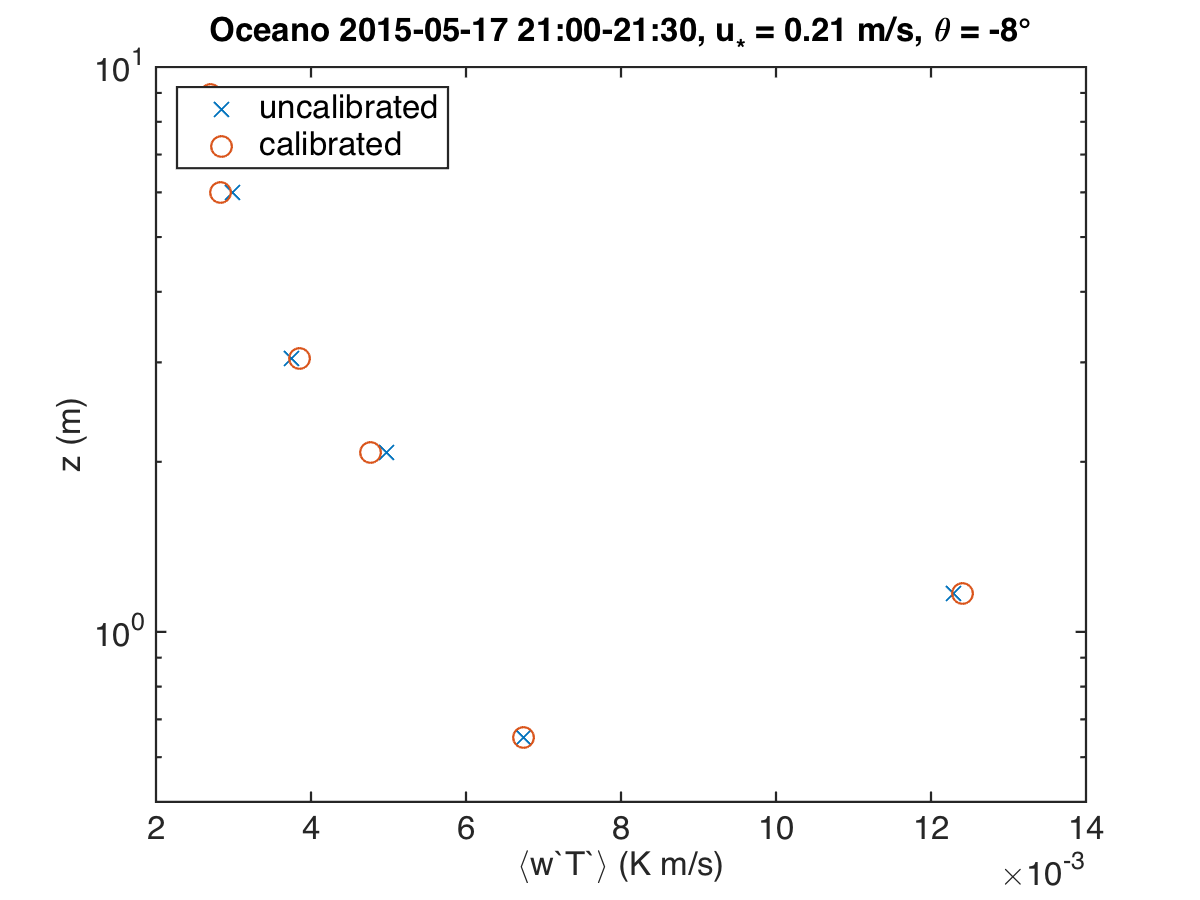 Oceano 2015-05-17 21:00-21:30, u* = 0.21 m/s, θ = -8°
10^1
uncalibrated
calibrated
z (m)
10^0
2 4 6 8 10 12 14
⟨w`T`⟩ (K m/s)
×10^-3